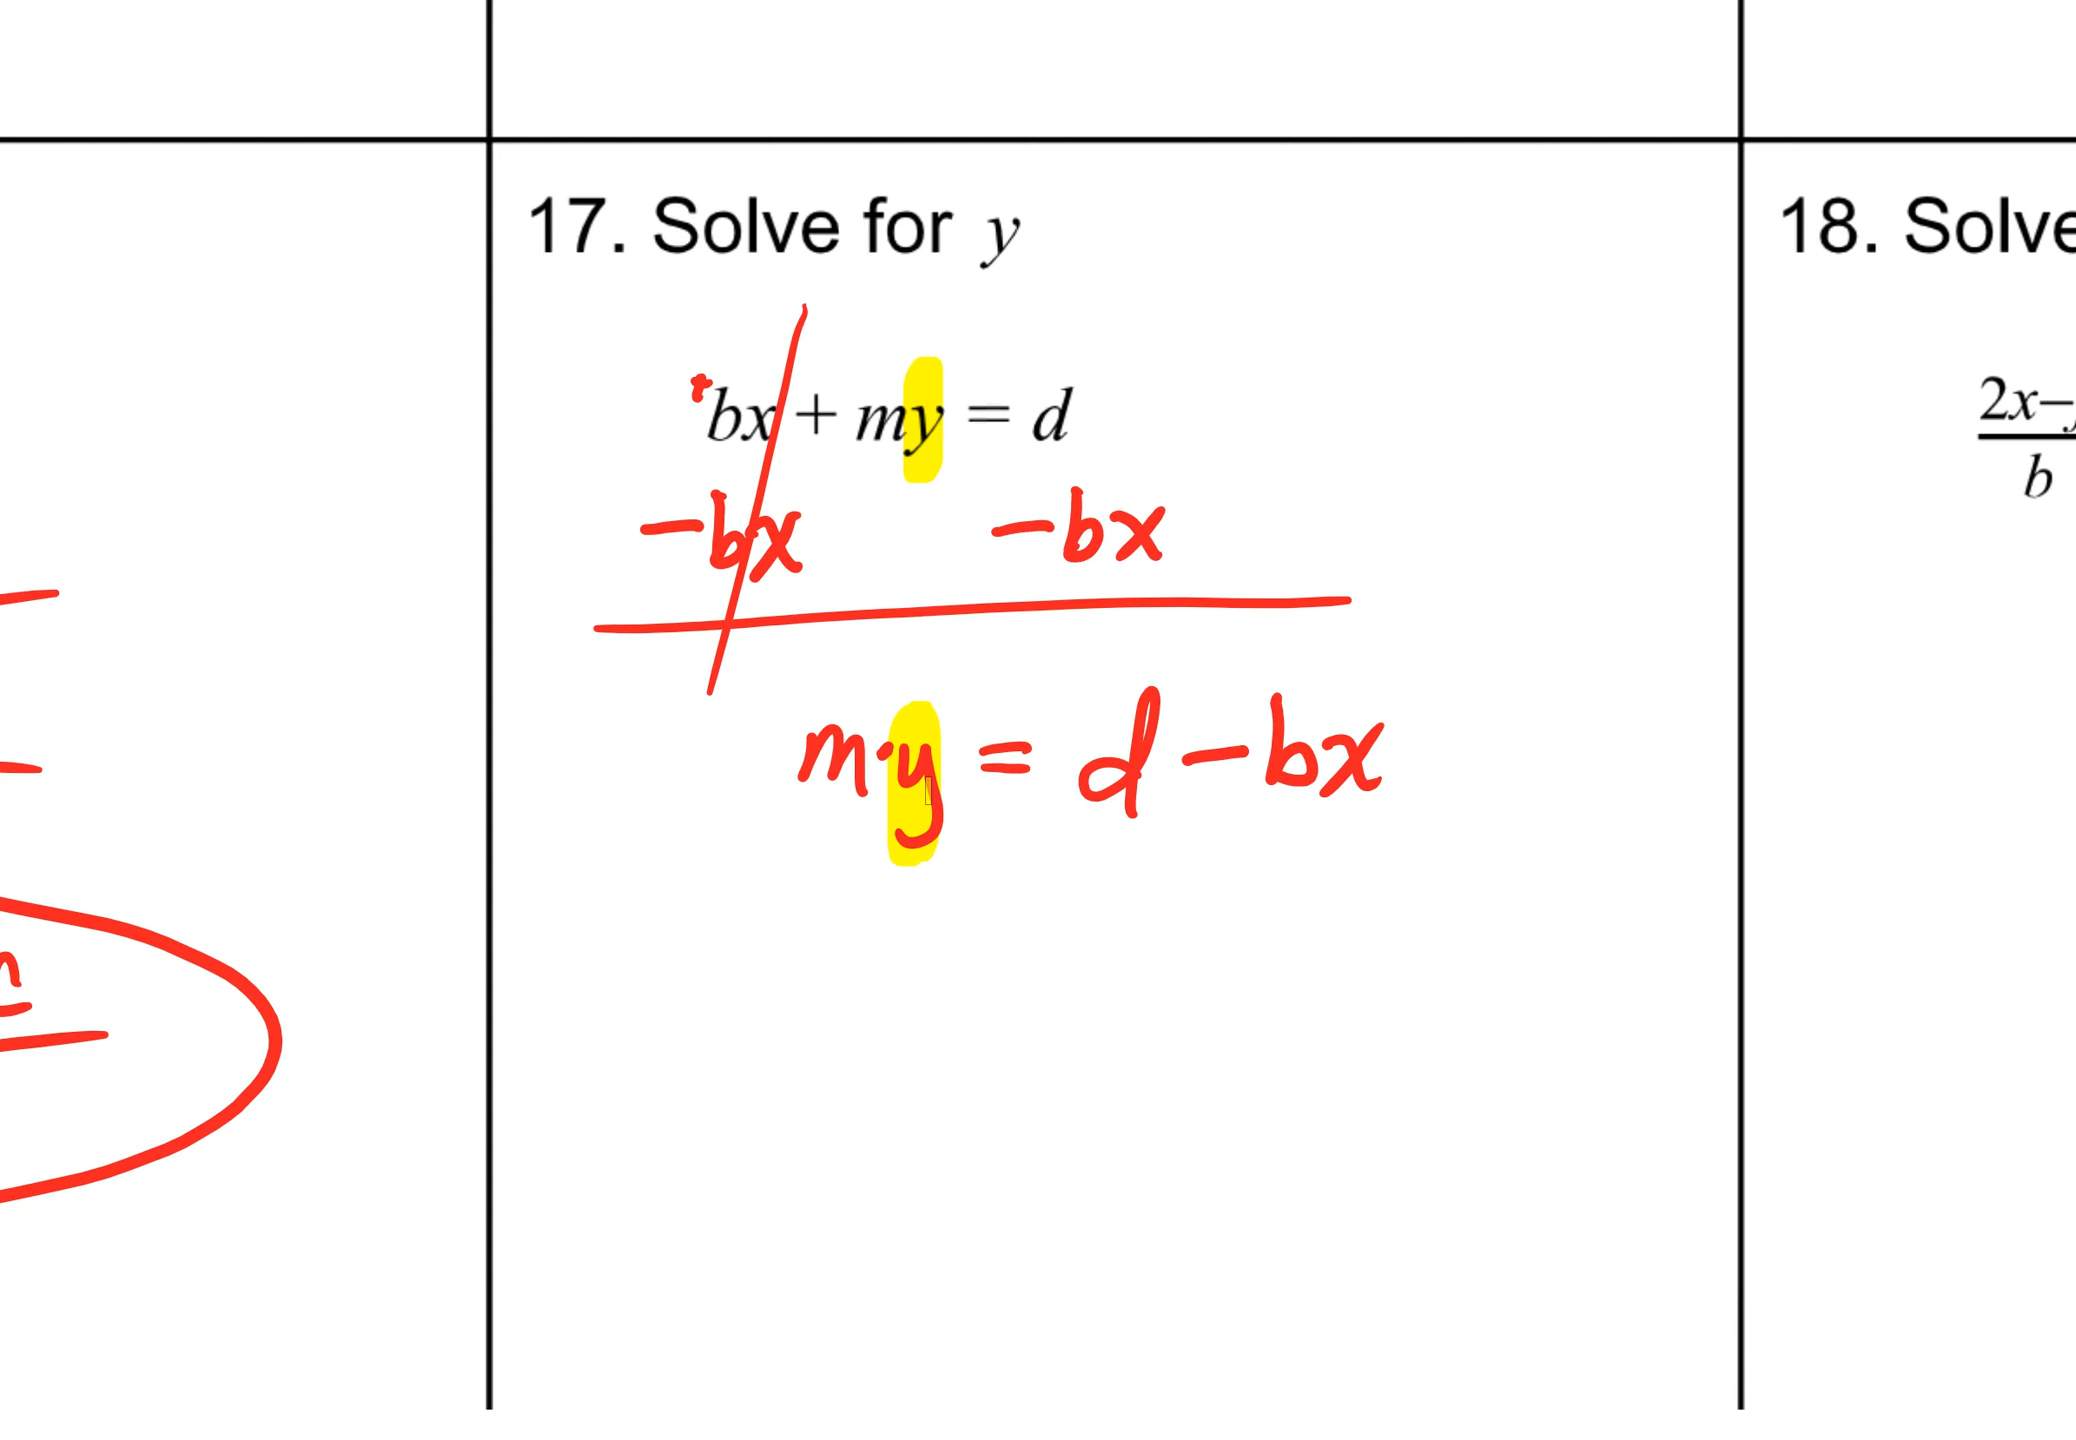 17. Solve for y
+bx + my = d
-bx -bx
m·y = d - bx
18. Solve
2x-
b
n